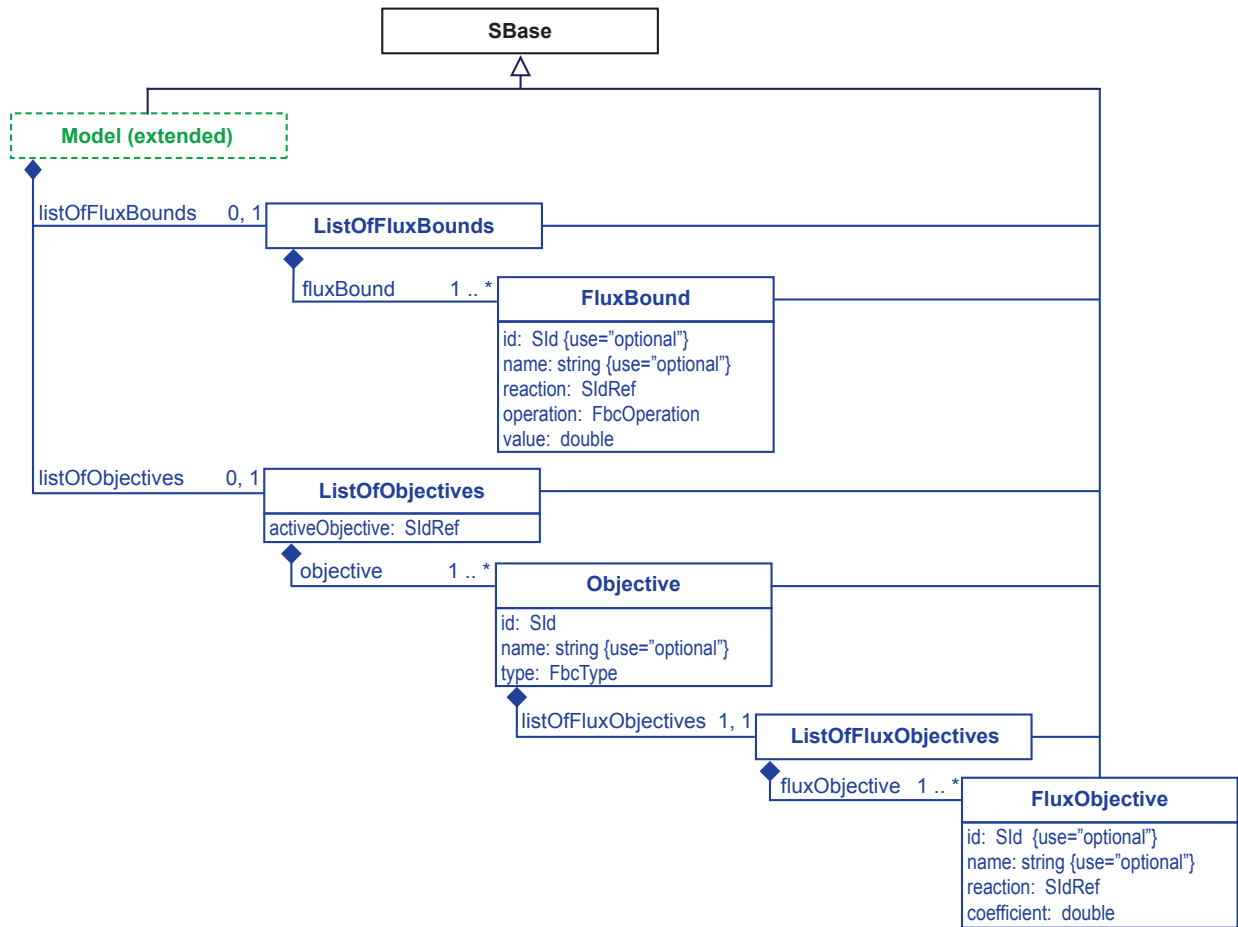 SBase
Model (extended)
listOfFluxBounds 0, 1
ListOfFluxBounds
fluxBound 1 .. *
FluxBound
id: SId {use=”optional”}
name: string {use=”optional”}
reaction: SIdRef
operation: FbcOperation
value: double
listOfObjectives 0, 1
ListOfObjectives
activeObjective: SIdRef
objective 1 .. *
Objective
id: SId
name: string {use=”optional”}
type: FbcType
listOfFluxObjectives 1, 1
ListOfFluxObjectives
fluxObjective 1 .. *
FluxObjective
id: SId {use=”optional”}
name: string {use=”optional”}
reaction: SIdRef
coefficient: double